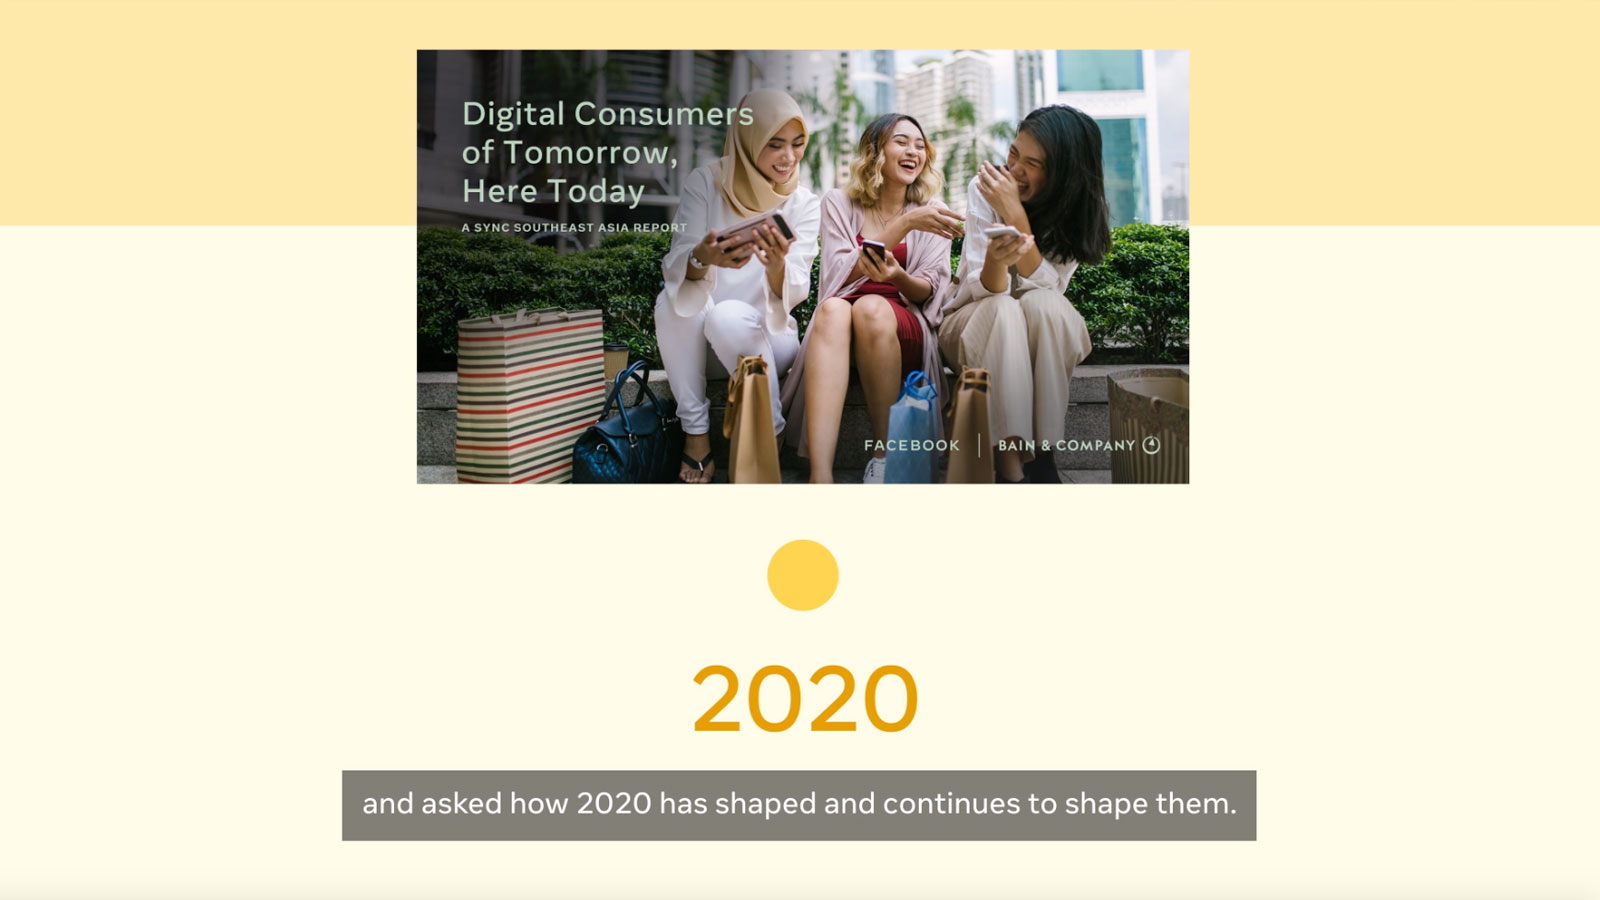 Digital Consumers
of Tomorrow,
Here Today
A SYNC SOUTHEAST ASIA REPORT
FACEBOOK | BAIN & COMPANY
2020
and asked how 2020 has shaped and continues to shape them.